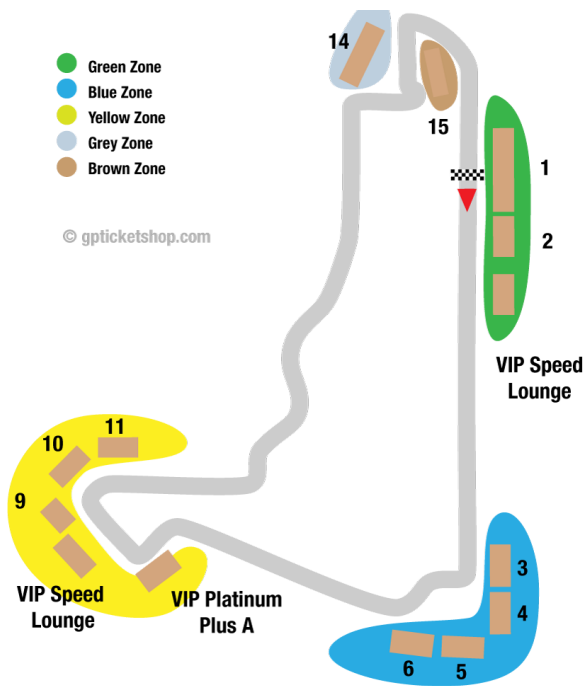 14
Green Zone
Blue Zone
Yellow Zone
Grey Zone
Brown Zone
15
1
2
© gpticketshop.com
VIP Speed
Lounge
11
10
9
VIP Speed
Lounge
VIP Platinum
Plus A
3
4
5
6